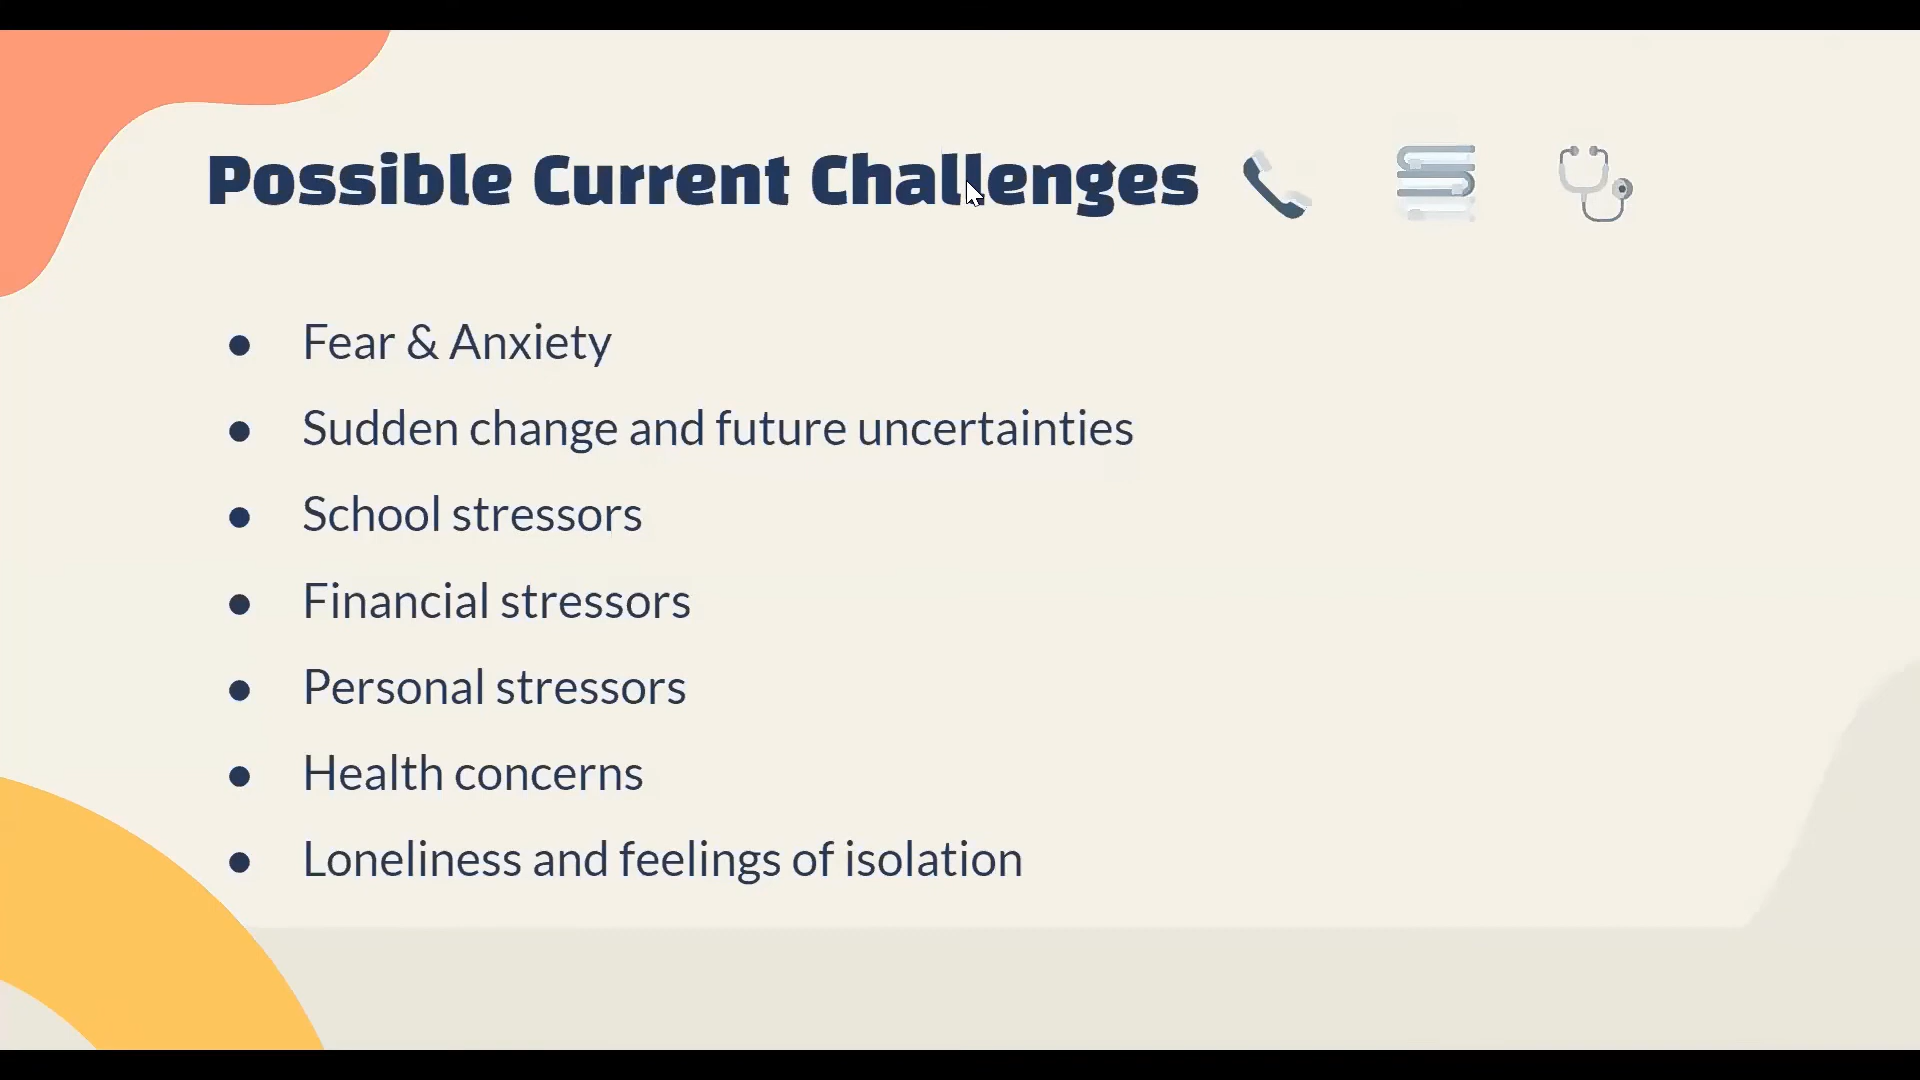 Possible Current Challenges
● Fear & Anxiety
● Sudden change and future uncertainties
● School stressors
● Financial stressors
● Personal stressors
● Health concerns
● Loneliness and feelings of isolation